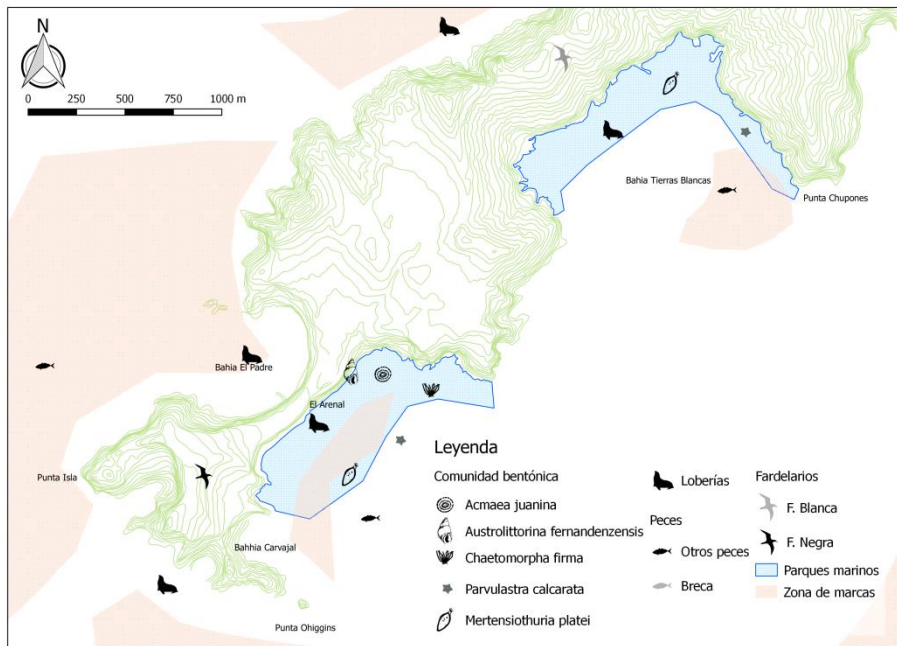 N
0 250 500 750 1000 m
Bahia Tierras Blancas
Punta Chupones
Bahia El Padre
El Arenal
Punta Isla
Bahhia Carvajal
Punta Ohiggins
Leyenda
Comunidad bentónica
Acmaea juanina
Austrolittorina fernandenzensis
Chaetomorpha firma
Parvulastra calcarata
Mertensiothuria platei
Loberías
Peces
Otros peces
Breca
Fardelarios
F. Blanca
F. Negra
Parques marinos
Zona de marcas